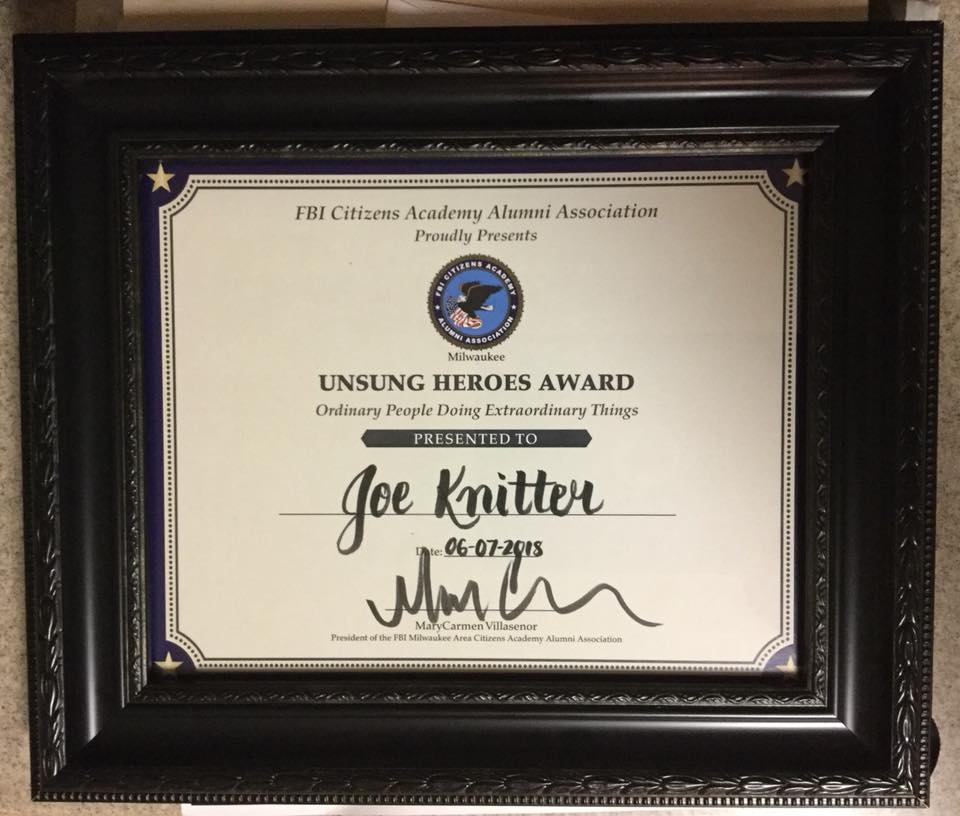 FBI Citizens Academy Alumni Association
Proudly Presents
FBI CITIZENS ACADEMY
ALUMNI ASSOCIATION
Milwaukee
UNSUNG HEROES AWARD
Ordinary People Doing Extraordinary Things
PRESENTED TO
Joe Knitter
Date: 06-07-2018
MaryCarmen Villasenor
President of the FBI Milwaukee Area Citizens Academy Alumni Association